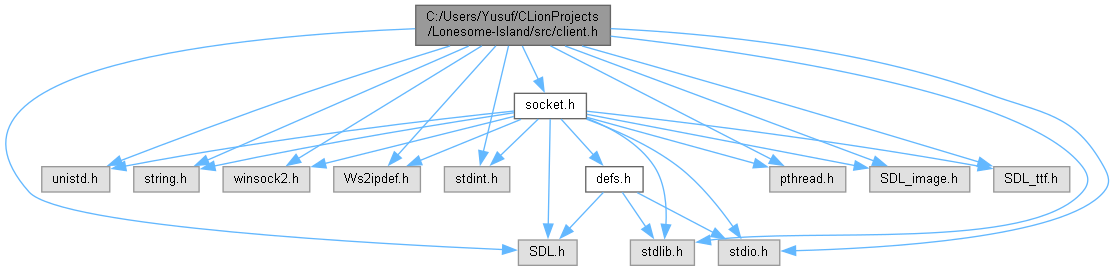 C:/Users/Yusuf/CLionProjects
/Lonesome-Island/src/client.h
socket.h
unistd.h
string.h
winsock2.h
Ws2ipdef.h
stdint.h
defs.h
pthread.h
SDL_image.h
SDL_ttf.h
SDL.h
stdlib.h
stdio.h